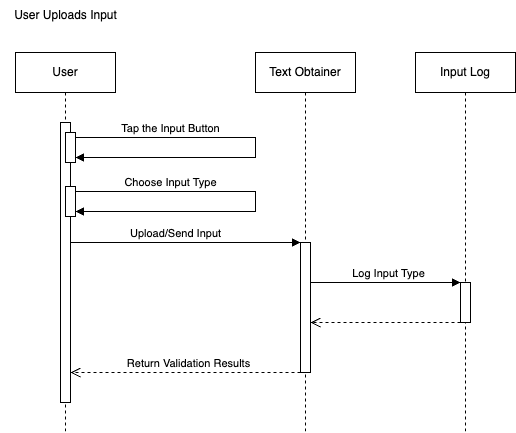 User Uploads Input
User
Text Obtainer
Input Log
Tap the Input Button
Choose Input Type
Upload/Send Input
Log Input Type
Return Validation Results